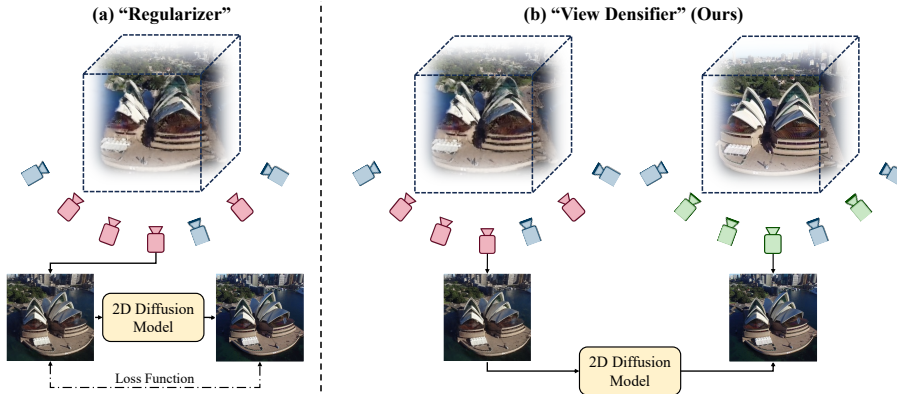 (a) “Regularizer”
(b) “View Densifier” (Ours)
2D Diffusion
Model
Loss Function
2D Diffusion
Model